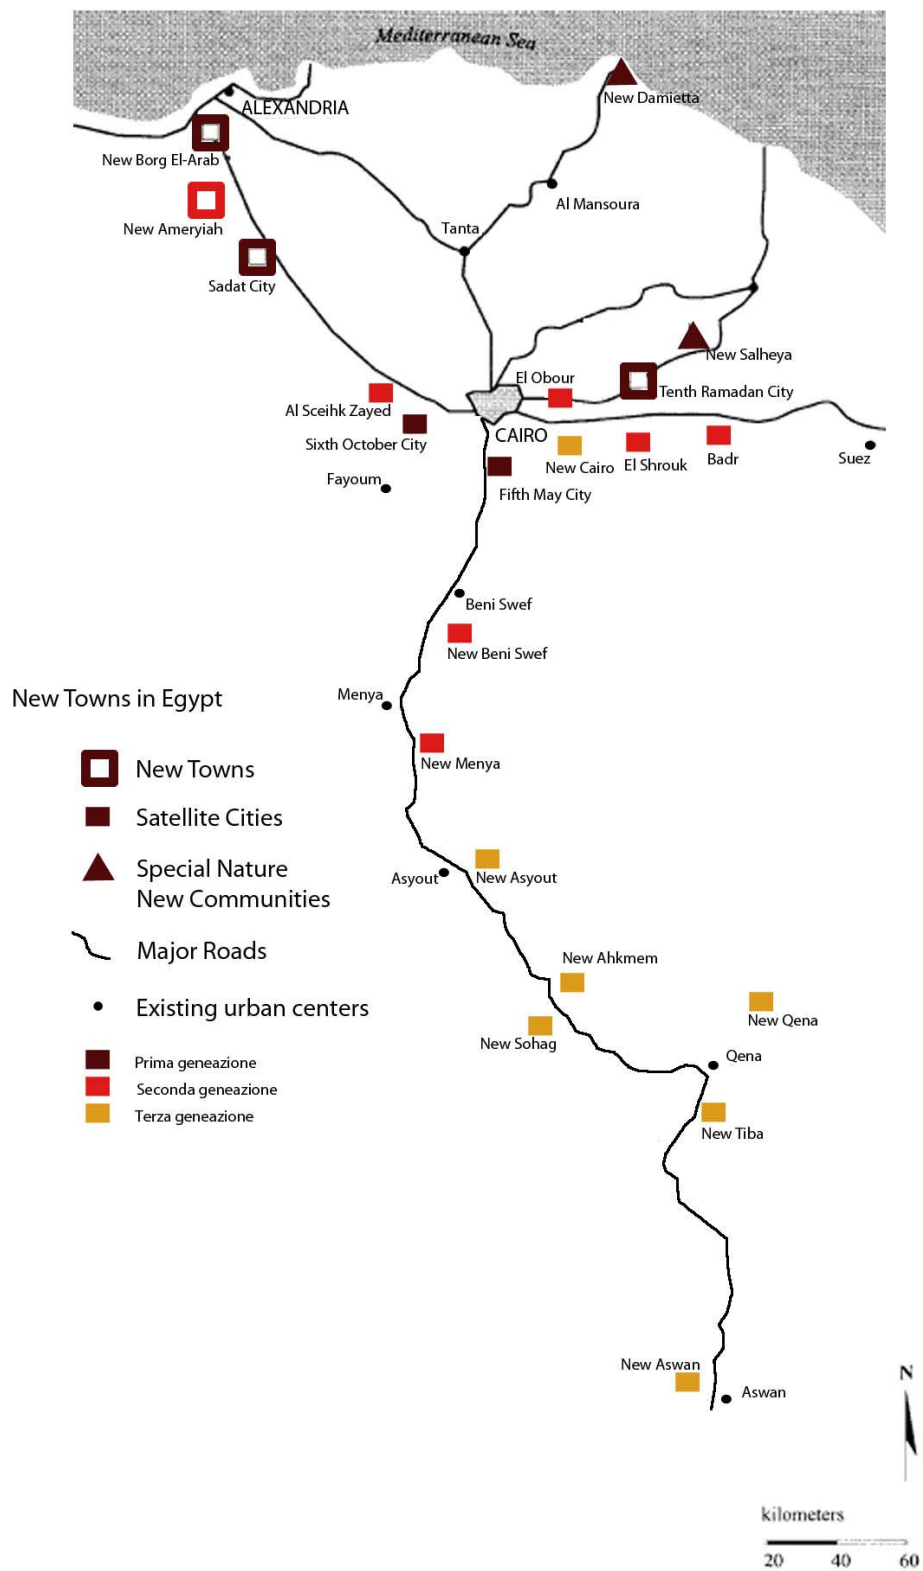 Mediterranean Sea
New Damietta
ALEXANDRIA
New Borg El-Arab
Al Mansoura
New Ameryiah
Tanta
Sadat City
New Salheya
El Obour
Tenth Ramadan City
Al Sceihk Zayed
Sixth October City
CAIRO
New Cairo
El Shrouk
Badr
Suez
Fayoum
Fifth May City
Beni Swef
New Beni Swef
Menya
New Menya
Asyout
New Asyout
New Ahkmem
New Qena
New Sohag
Qena
New Tiba
New Aswan
Aswan
New Towns in Egypt
New Towns
Satellite Cities
Special Nature
New Communities
Major Roads
Existing urban centers
Prima geneazione
Seconda geneazione
Terza geneazione
N
kilometers
20 40 60